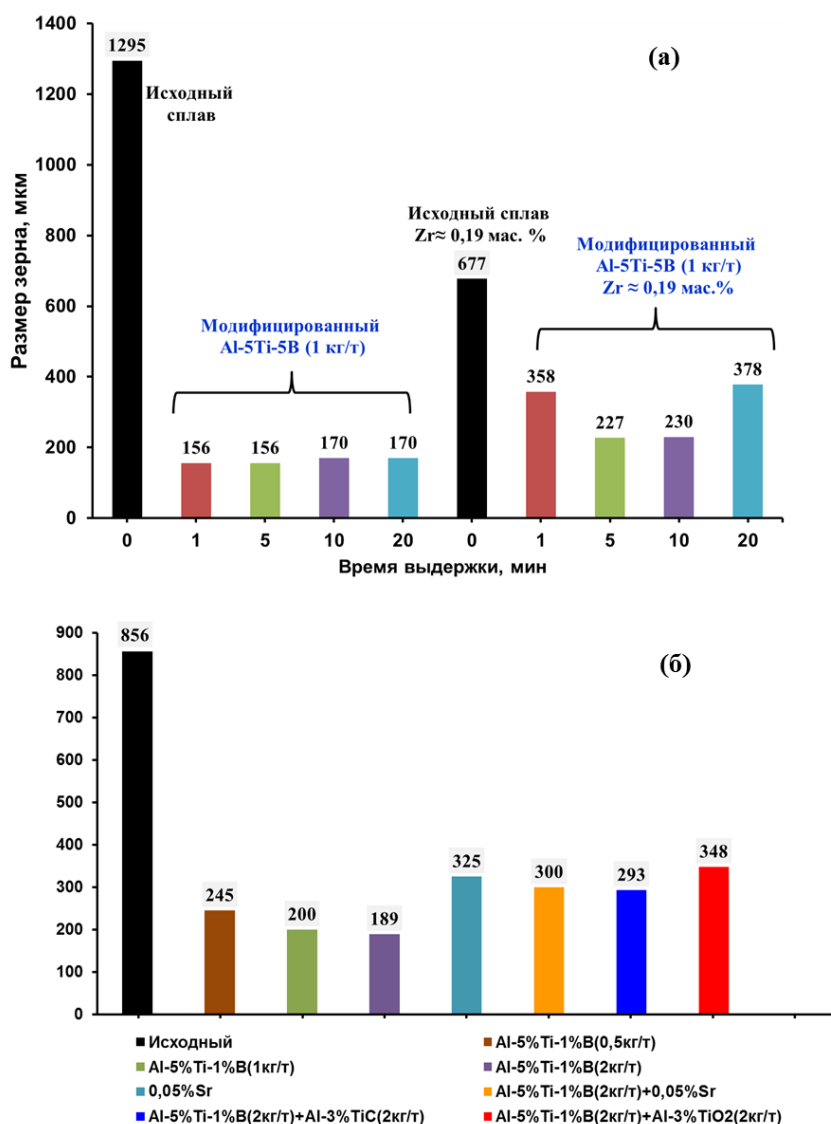 1400
1200
1000
800
600
400
200
0
Размер зерна, мкм
(а)
1295
Исходный
сплав
Модифицированный
Al-5Ti-5B (1 кг/т)
156
156
170
170
Исходный сплав
Zr≈ 0,19 мас. %
677
Модифицированный
Al-5Ti-5B (1 кг/т)
Zr ≈ 0,19 мас.%
358
227
230
378
0 1 5 10 20 0 1 5 10 20
Время выдержки, мин
(б)
900
800
700
600
500
400
300
200
100
0
856
245
200
189
325
300
293
348
Исходный
Al-5%Ti-1%B(0,5кг/т)
Al-5%Ti-1%B(1кг/т)
Al-5%Ti-1%B(2кг/т)
0,05%Sr
Al-5%Ti-1%B(2кг/т)+0,05%Sr
Al-5%Ti-1%B(2кг/т)+Al-3%TiC(2кг/т)
Al-5%Ti-1%B(2кг/т)+Al-3%TiO2(2кг/т)